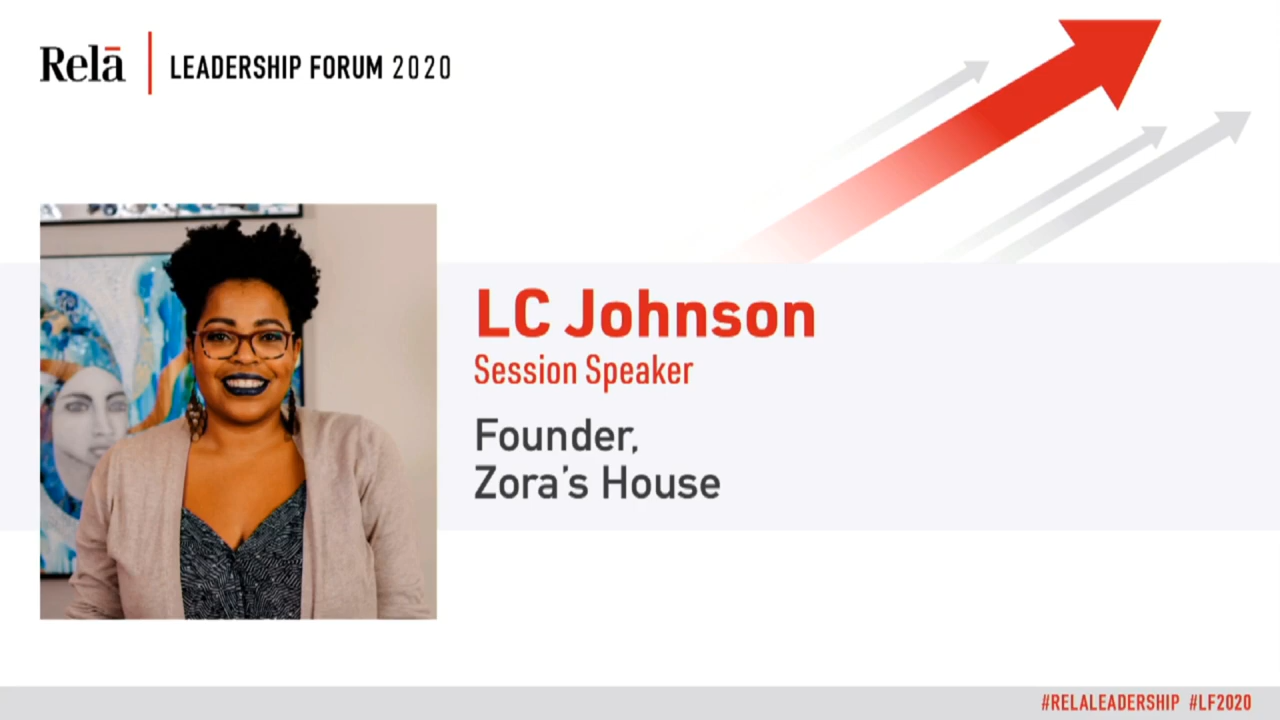 Relā | LEADERSHIP FORUM 2020
LC Johnson
Session Speaker
Founder,
Zora’s House
#RELALEADERSHIP #LF2020